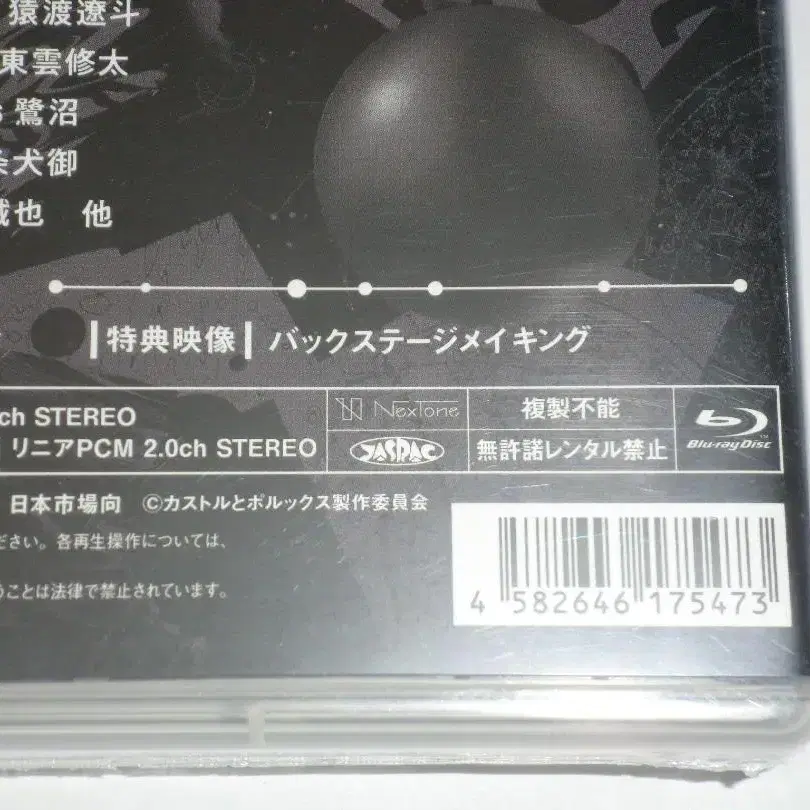 猿渡遼斗
東雲修太
鷺沼
犬御
也 他
特典映像 バックステージメイキング
ch STEREO
リニアPCM 2.0ch STEREO
NexTone
JASRAC
複製不能
無許諾レンタル禁止
Blu-ray Disc
日本市場向 ©カストルとポルックス製作委員会
ださい。各再生操作については、
うことは法律で禁止されています。
4 582646 175473